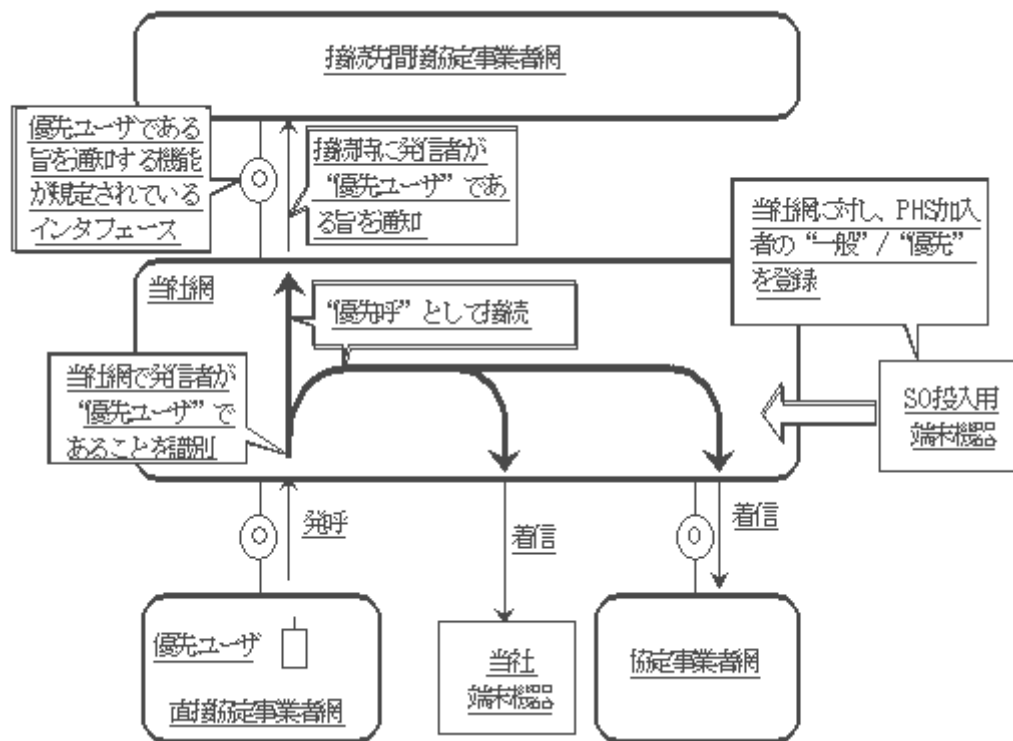 接続先間接協定事業者網
優先ユーザである
旨を通知する機能
が規定されている
インタフェース
接続時に発信者が
“優先ユーザ”であ
る旨を通知
当社網に対し、PHS加入
者の“一般”/“優先”
を登録
当社網
“優先呼”として接続
当社網で発信者が
“優先ユーザ”で
あることを識別
SO投入用
端末機器
発呼
着信
着信
優先ユーザ
直接協定事業者網
当社
端末機器
協定事業者網